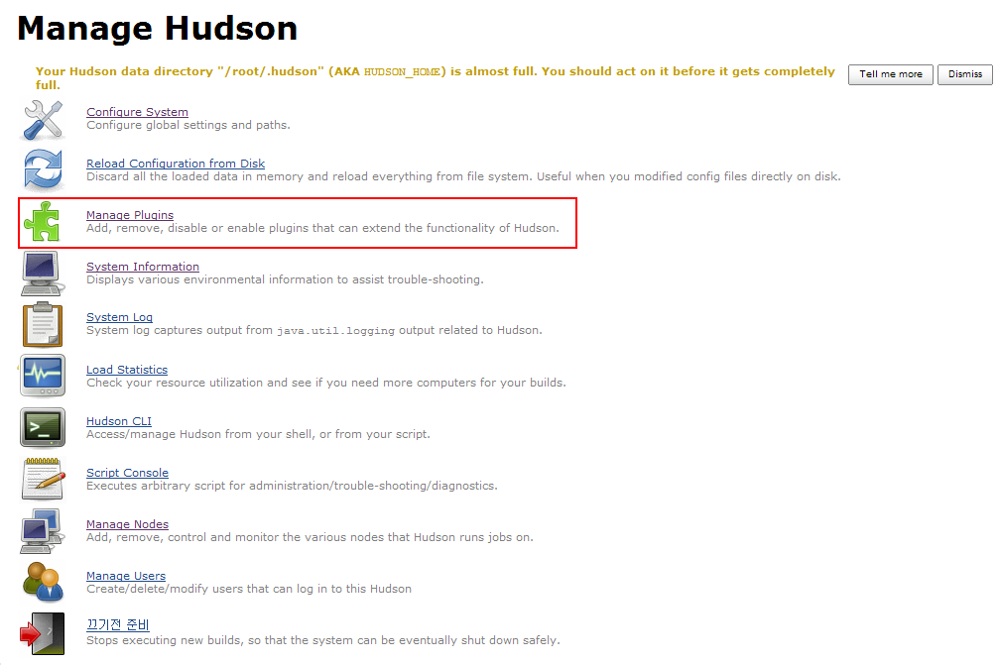 Manage Hudson
Your Hudson data directory "/root/.hudson" (AKA HUDSON_HOME) is almost full. You should act on it before it gets completely
full.
Tell me more
Dismiss
Configure System
Configure global settings and paths.
Reload Configuration from Disk
Discard all the loaded data in memory and reload everything from file system. Useful when you modified config files directly on disk.
Manage Plugins
Add, remove, disable or enable plugins that can extend the functionality of Hudson.
System Information
Displays various environmental information to assist trouble-shooting.
System Log
System log captures output from java.util.logging output related to Hudson.
Load Statistics
Check your resource utilization and see if you need more computers for your builds.
Hudson CLI
Access/manage Hudson from your shell, or from your script.
Script Console
Executes arbitrary script for administration/trouble-shooting/diagnostics.
Manage Nodes
Add, remove, control and monitor the various nodes that Hudson runs jobs on.
Manage Users
Create/delete/modify users that can log in to this Hudson
끄기전 준비
Stops executing new builds, so that the system can be eventually shut down safely.